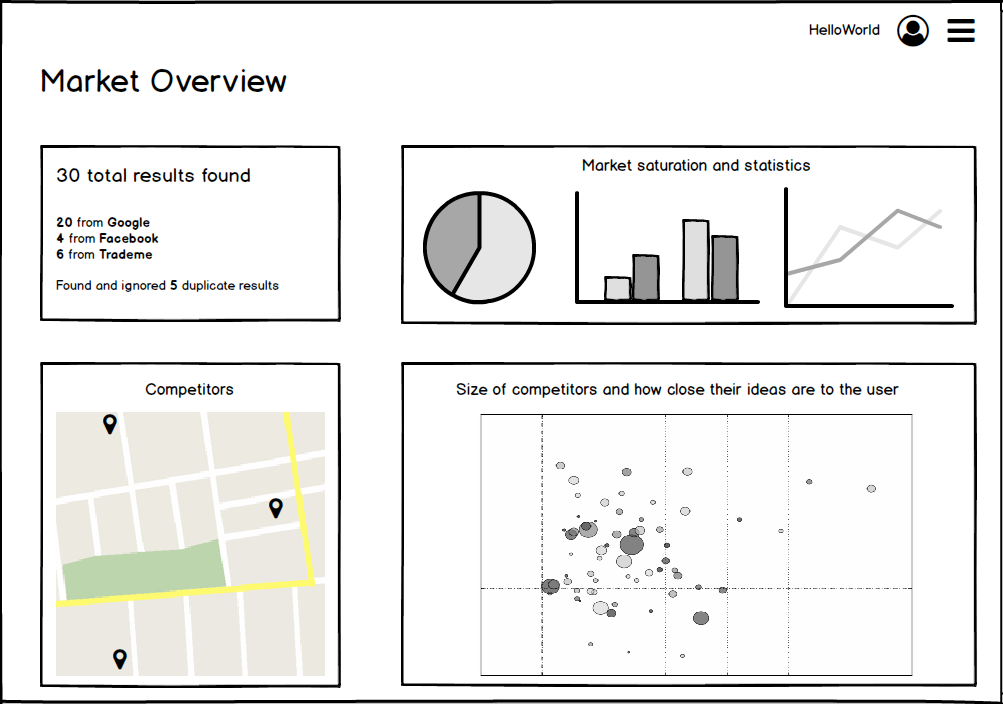 HelloWorld
Market Overview
30 total results found
20 from Google
4 from Facebook
6 from Trademe
Found and ignored 5 duplicate results
Market saturation and statistics
Competitors
Size of competitors and how close their ideas are to the user